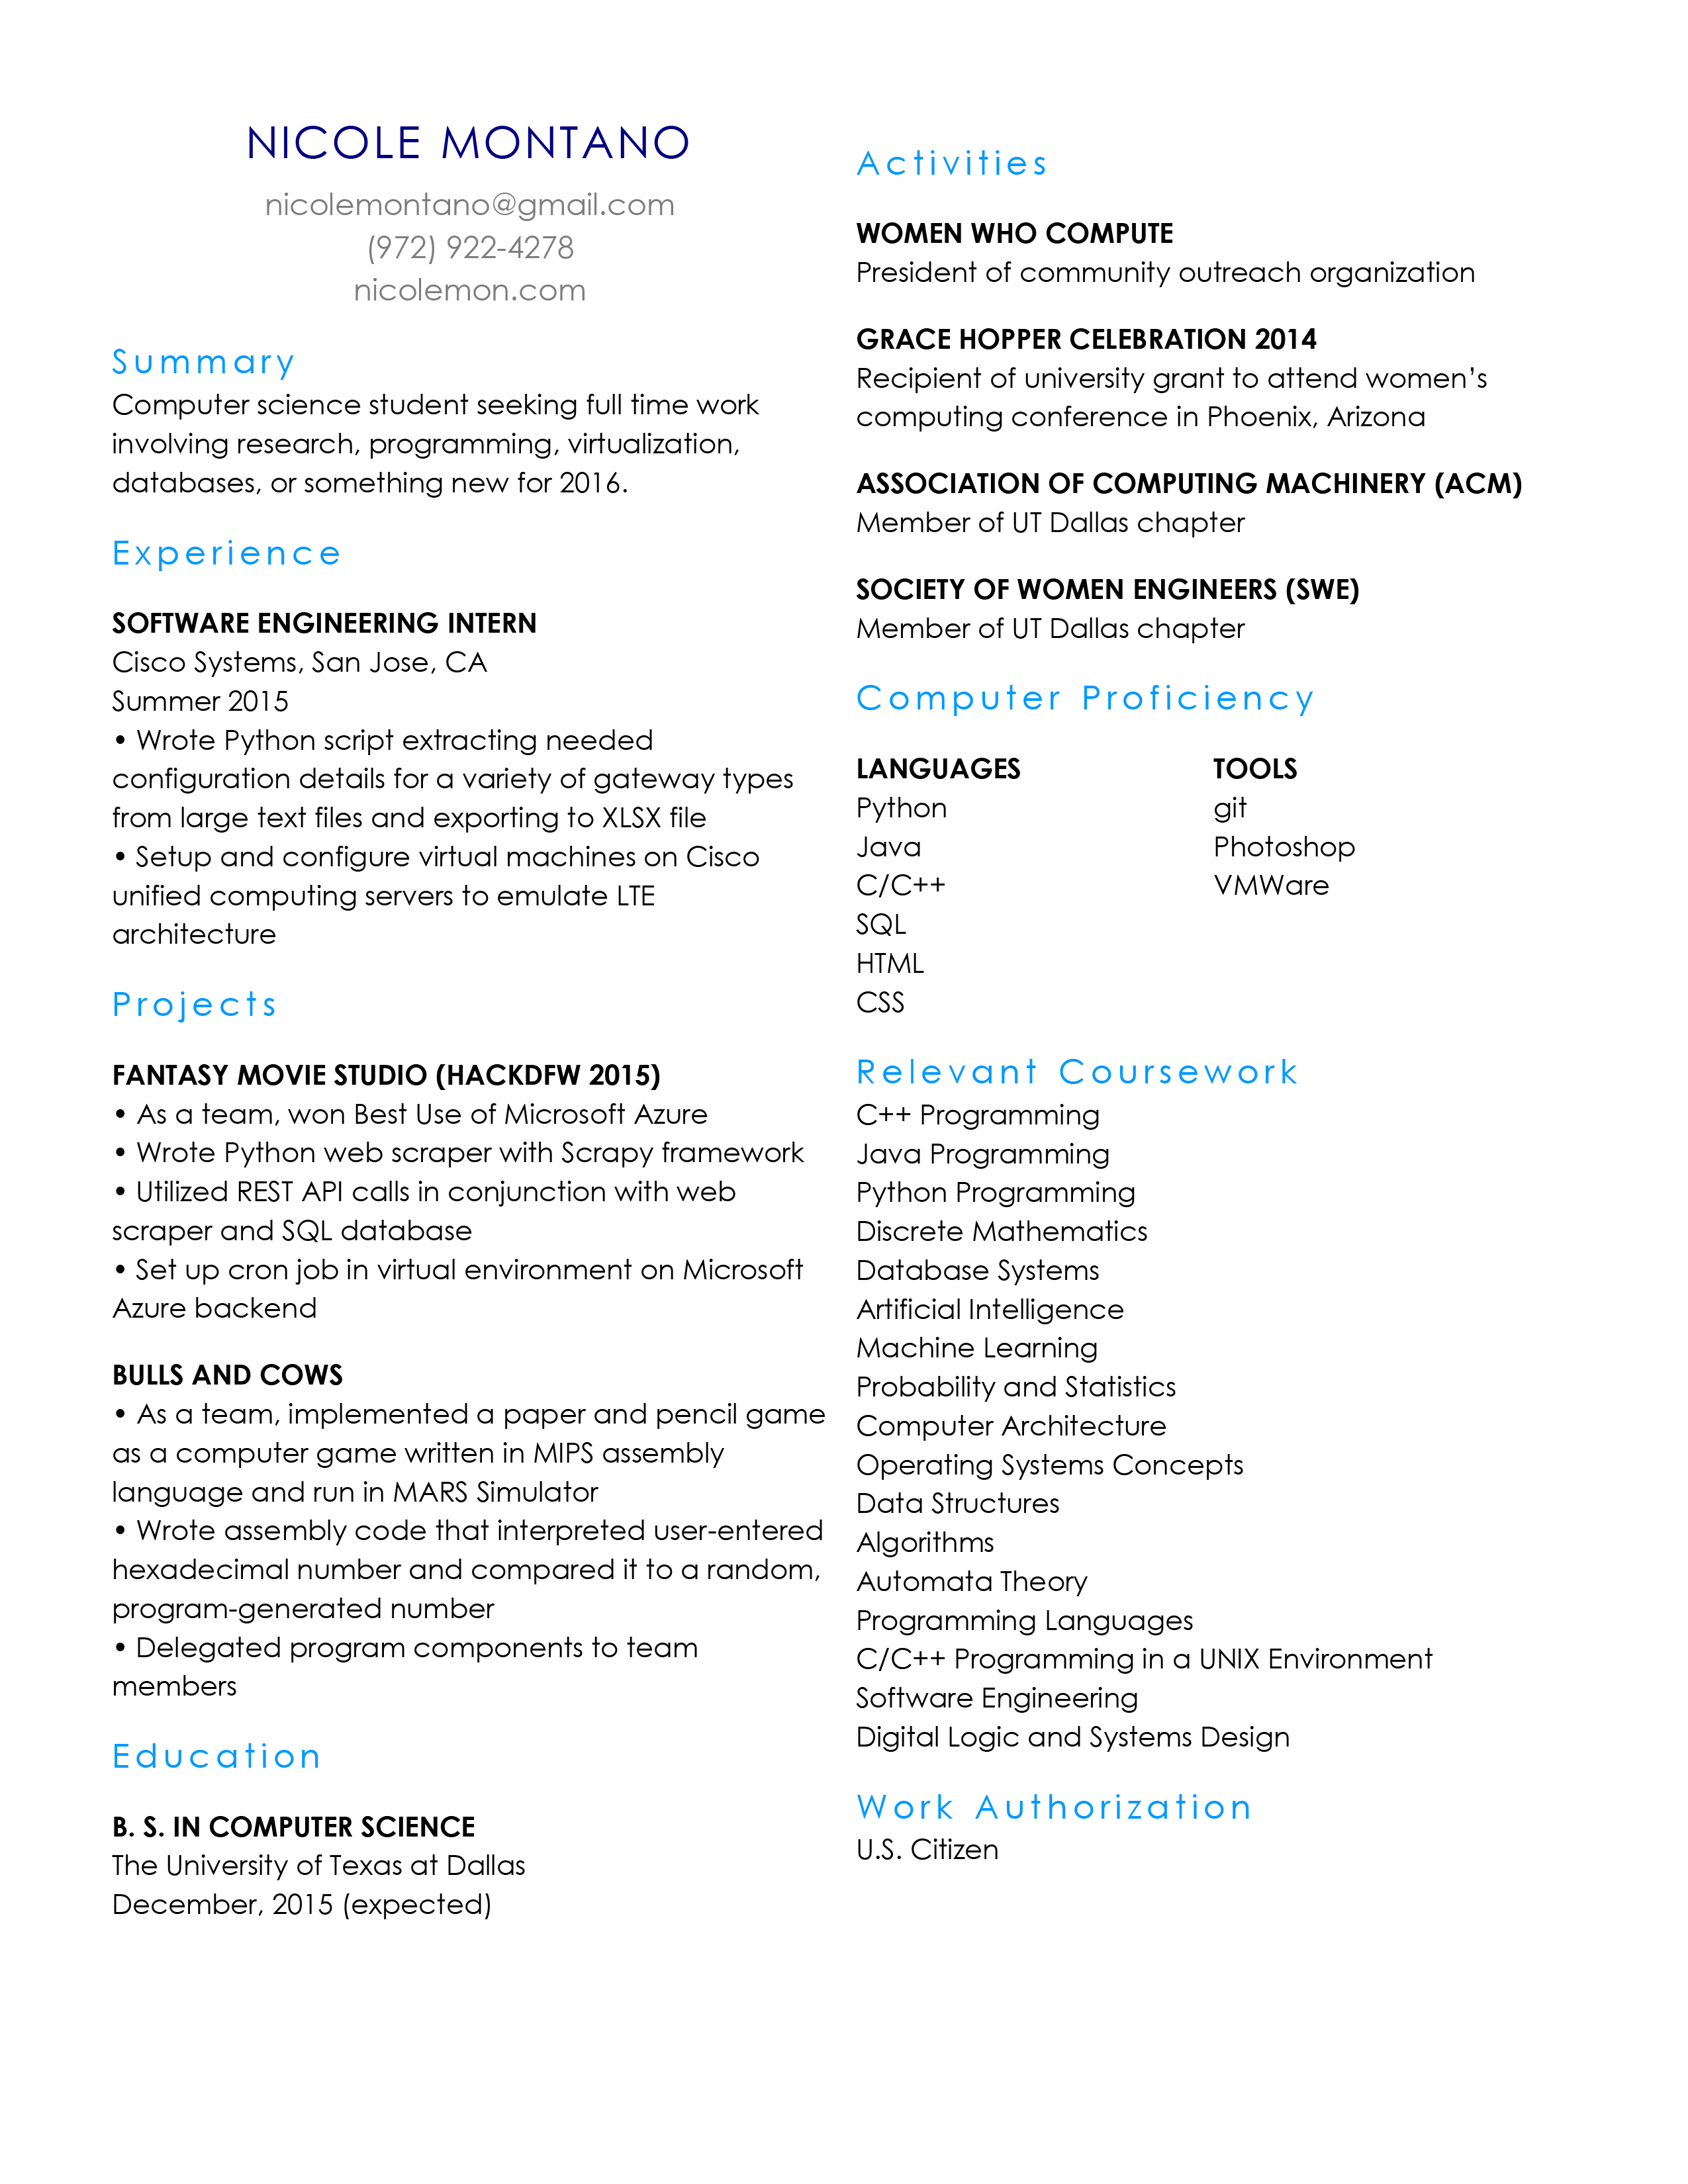 NICOLE MONTANO
nicolemontano@gmail.com
(972) 922-4278
nicolemon.com
Summary
Computer science student seeking full time work
involving research, programming, virtualization,
databases, or something new for 2016.
Experience
SOFTWARE ENGINEERING INTERN
Cisco Systems, San Jose, CA
Summer 2015
• Wrote Python script extracting needed
configuration details for a variety of gateway types
from large text files and exporting to XLSX file
• Setup and configure virtual machines on Cisco
unified computing servers to emulate LTE
architecture
Projects
FANTASY MOVIE STUDIO (HACKDFW 2015)
• As a team, won Best Use of Microsoft Azure
• Wrote Python web scraper with Scrapy framework
• Utilized REST API calls in conjunction with web
scraper and SQL database
• Set up cron job in virtual environment on Microsoft
Azure backend
BULLS AND COWS
• As a team, implemented a paper and pencil game
as a computer game written in MIPS assembly
language and run in MARS Simulator
• Wrote assembly code that interpreted user-entered
hexadecimal number and compared it to a random,
program-generated number
• Delegated program components to team
members
Education
B. S. IN COMPUTER SCIENCE
The University of Texas at Dallas
December, 2015 (expected)
Activities
WOMEN WHO COMPUTE
President of community outreach organization
GRACE HOPPER CELEBRATION 2014
Recipient of university grant to attend women’s
computing conference in Phoenix, Arizona
ASSOCIATION OF COMPUTING MACHINERY (ACM)
Member of UT Dallas chapter
SOCIETY OF WOMEN ENGINEERS (SWE)
Member of UT Dallas chapter
Computer Proficiency
LANGUAGES
Python
Java
C/C++
SQL
HTML
CSS
TOOLS
git
Photoshop
VMWare
Relevant Coursework
C++ Programming
Java Programming
Python Programming
Discrete Mathematics
Database Systems
Artificial Intelligence
Machine Learning
Probability and Statistics
Computer Architecture
Operating Systems Concepts
Data Structures
Algorithms
Automata Theory
Programming Languages
C/C++ Programming in a UNIX Environment
Software Engineering
Digital Logic and Systems Design
Work Authorization
U.S. Citizen